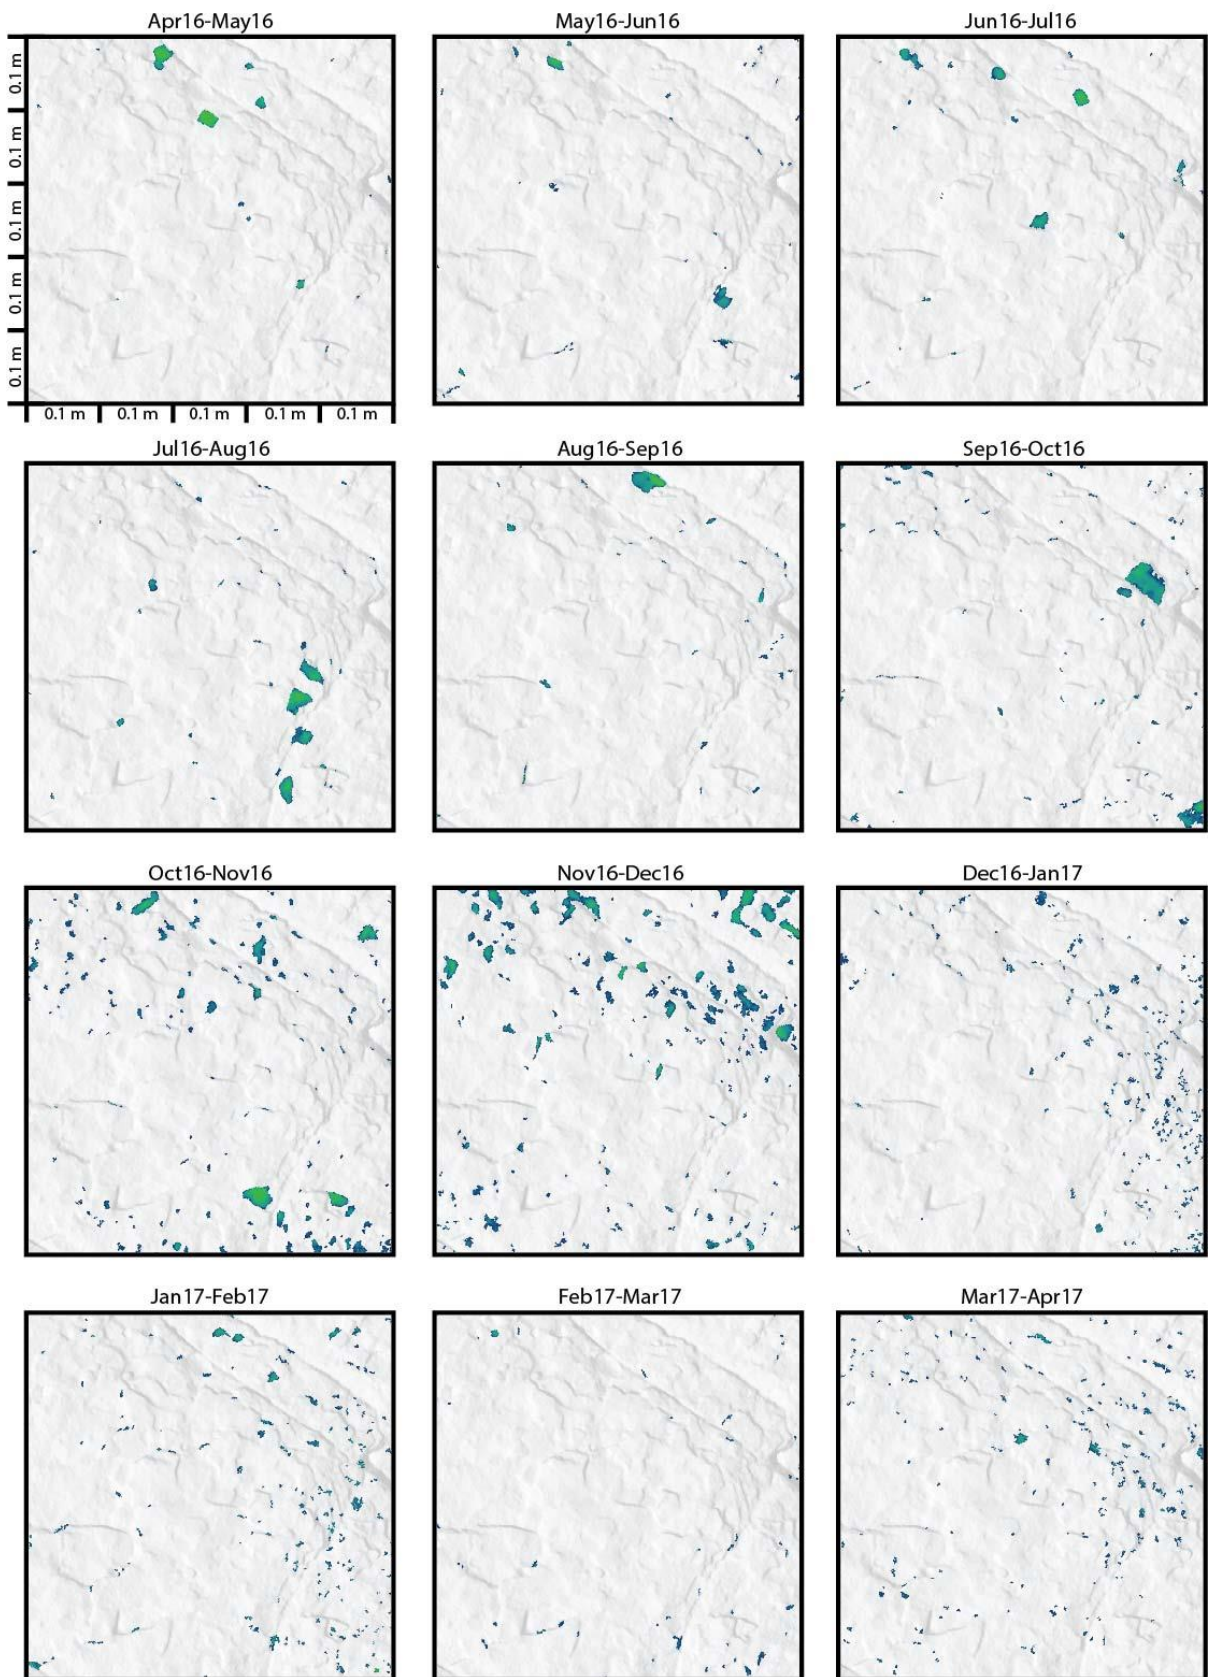 Apr16-May16 May16-Jun16 Jun16-Jul16
0.1 m
0.1 m
0.1 m
0.1 m
0.1 m
0.1 m 0.1 m 0.1 m 0.1 m 0.1 m
Jul16-Aug16 Aug16-Sep16 Sep16-Oct16
Oct16-Nov16 Nov16-Dec16 Dec16-Jan17
Jan17-Feb17 Feb17-Mar17 Mar17-Apr17